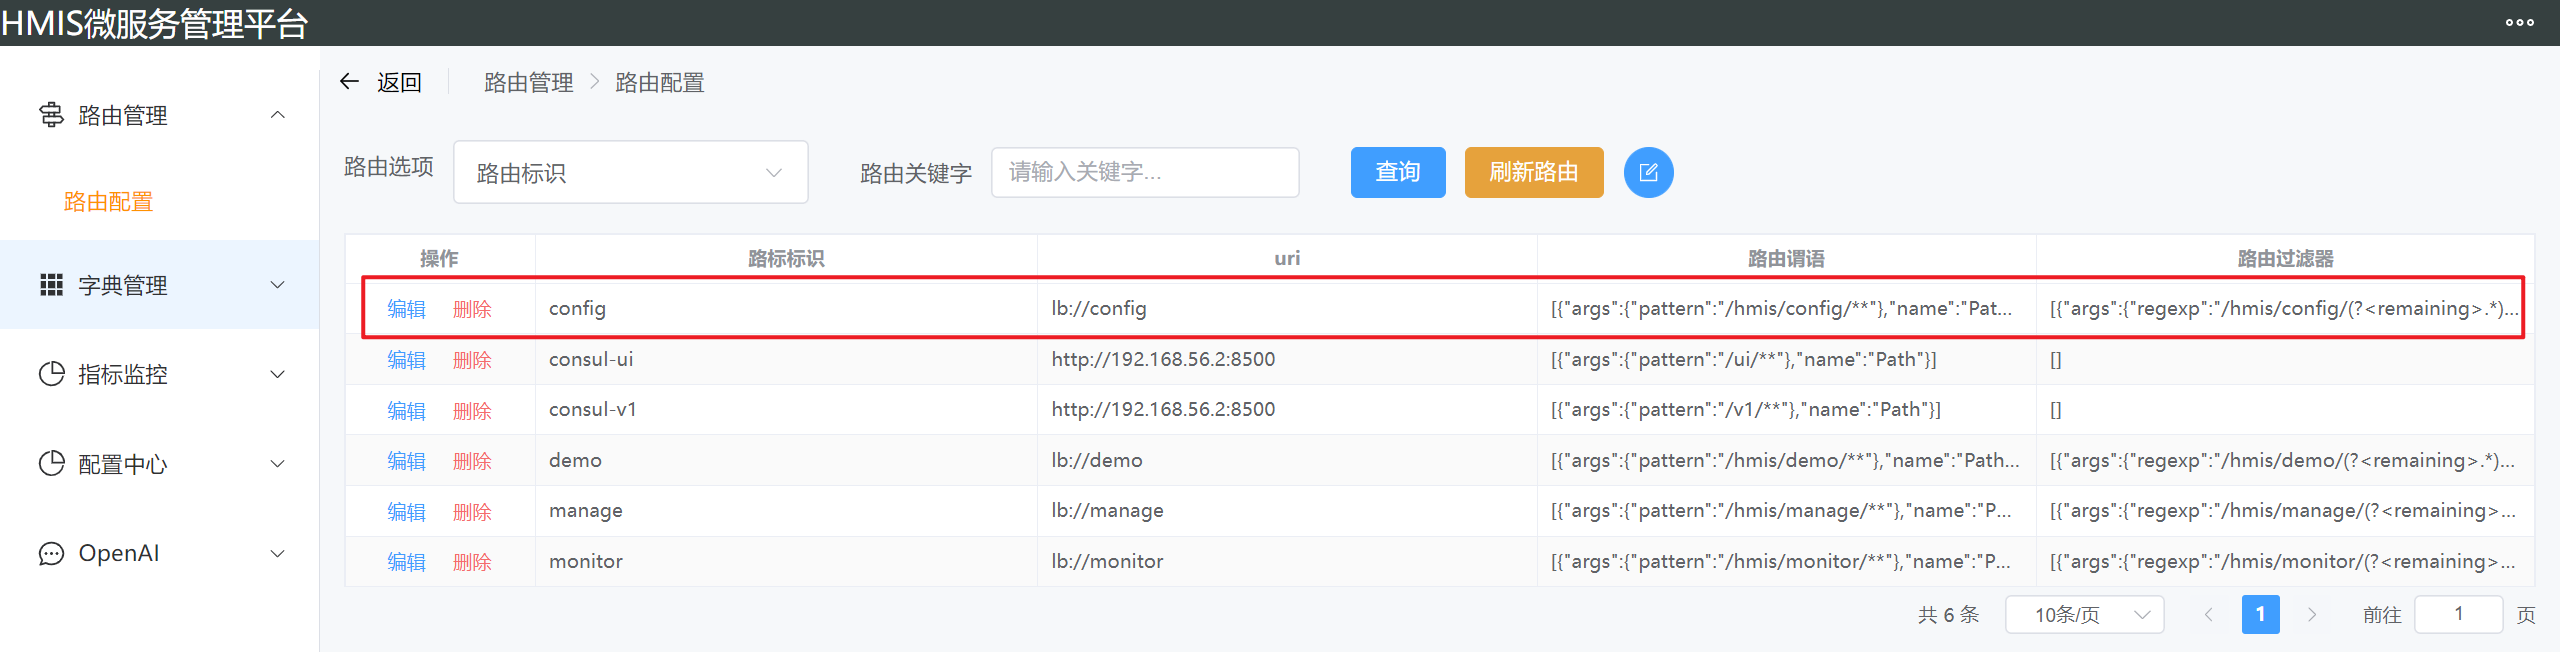 HMIS微服务管理平台
路由管理
路由配置
字典管理
指标监控
配置中心
OpenAI
返回 路由管理 > 路由配置
路由选项 路由标识 路由关键字 请输入关键字... 查询 刷新路由
操作 路标标识 uri 路由谓语 路由过滤器
编辑 删除 config lb://config [{"args":{"pattern":"/hmis/config/**"},"name":"Pat... [{"args":{"regexp":"/hmis/config/(?<remaining>.*)...
编辑 删除 consul-ui http://192.168.56.2:8500 [{"args":{"pattern":"/ui/**"},"name":"Path"}] []
编辑 删除 consul-v1 http://192.168.56.2:8500 [{"args":{"pattern":"/v1/**"},"name":"Path"}] []
编辑 删除 demo lb://demo [{"args":{"pattern":"/hmis/demo/**"},"name":"Path... [{"args":{"regexp":"/hmis/demo/(?<remaining>.*)...
编辑 删除 manage lb://manage [{"args":{"pattern":"/hmis/manage/**"},"name":"P... [{"args":{"regexp":"/hmis/manage/(?<remaining>...
编辑 删除 monitor lb://monitor [{"args":{"pattern":"/hmis/monitor/**"},"name":"P... [{"args":{"regexp":"/hmis/monitor/(?<remaining>...
共 6 条 10条/页 < 1 > 前往 1 页